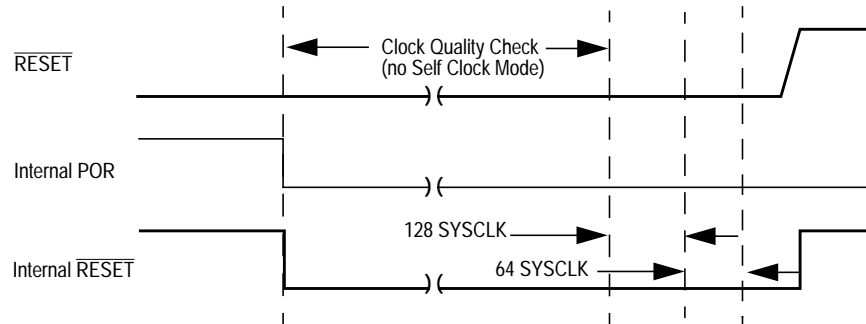 RESET
Clock Quality Check
(no Self Clock Mode)
Internal POR
128 SYSCLK
Internal RESET
64 SYSCLK